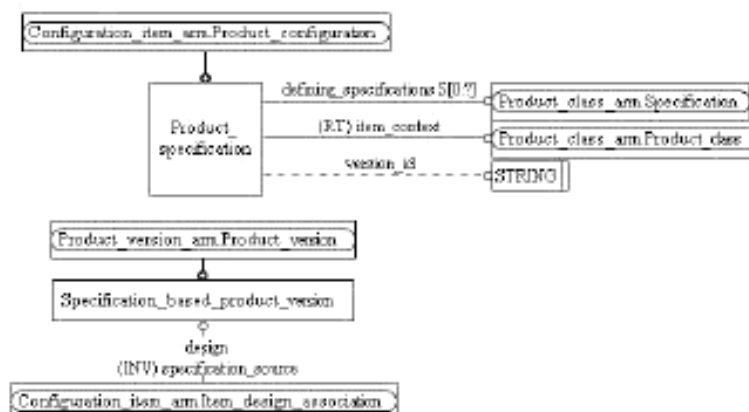 Configuration_item_arm.Product_configuration
defining_specifications S[0:?]
Product_class_arm.Specification
Product_
specification
(RT) item_context
Product_class_arm.Product_class
version_id
STRING
Product_version_arm.Product_version
Specification_based_product_version
design
(INV) specification_source
Configuration_item_arm.Item_design_association